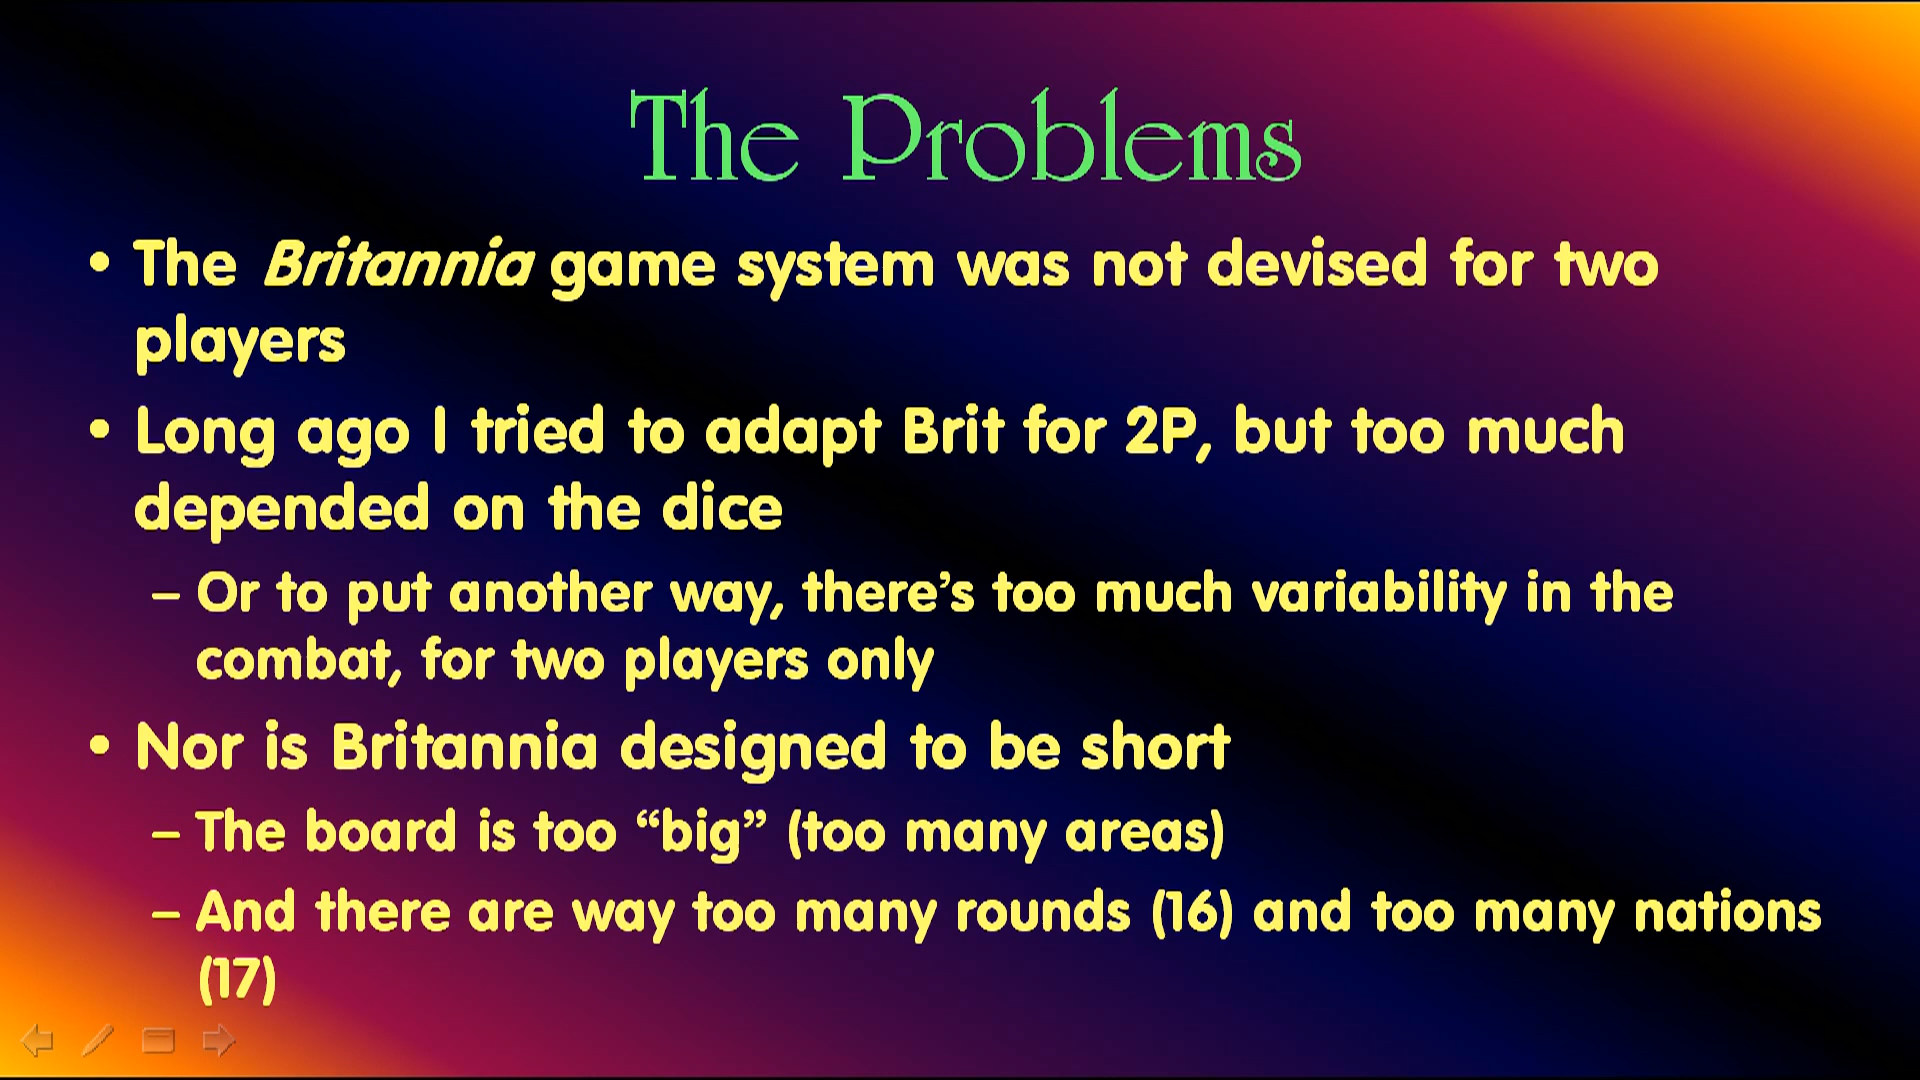 The Problems
• The Britannia game system was not devised for two
players
• Long ago I tried to adapt Brit for 2P, but too much
depended on the dice
– Or to put another way, there’s too much variability in the
combat, for two players only
• Nor is Britannia designed to be short
– The board is too “big” (too many areas)
– And there are way too many rounds (16) and too many nations
(17)